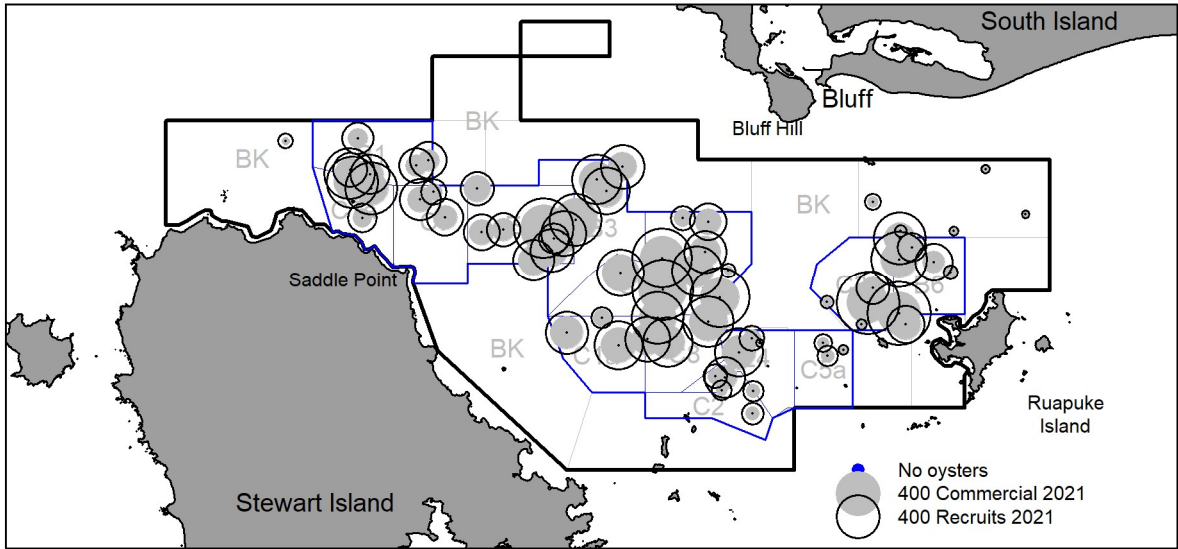 South Island
Bluff
Bluff Hill
BK
BK
BK
Saddle Point
B6
BK
C5a
C2
Ruapuke
Island
Stewart Island
No oysters
400 Commercial 2021
400 Recruits 2021